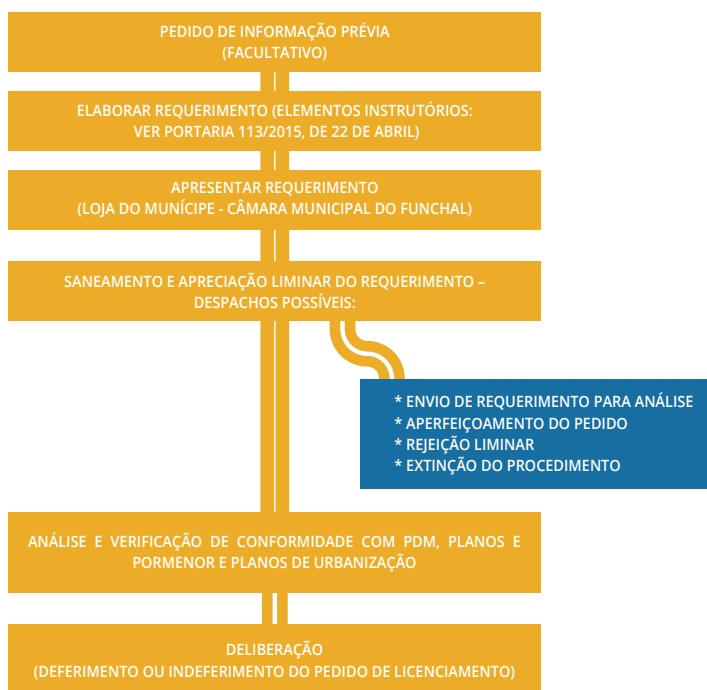 PEDIDO DE INFORMAÇÃO PRÉVIA
(FACULTATIVO)
ELABORAR REQUERIMENTO (ELEMENTOS INSTRUTÓRIOS:
VER PORTARIA 113/2015, DE 22 DE ABRIL)
APRESENTAR REQUERIMENTO
(LOJA DO MUNÍCIPE - CÂMARA MUNICIPAL DO FUNCHAL)
SANEAMENTO E APRECIAÇÃO LIMINAR DO REQUERIMENTO –
DESPACHOS POSSÍVEIS:
* ENVIO DE REQUERIMENTO PARA ANÁLISE
* APERFEIÇOAMENTO DO PEDIDO
* REJEIÇÃO LIMINAR
* EXTINÇÃO DO PROCEDIMENTO
ANÁLISE E VERIFICAÇÃO DE CONFORMIDADE COM PDM, PLANOS E
PORMENOR E PLANOS DE URBANIZAÇÃO
DELIBERAÇÃO
(DEFERIMENTO OU INDEFERIMENTO DO PEDIDO DE LICENCIAMENTO)